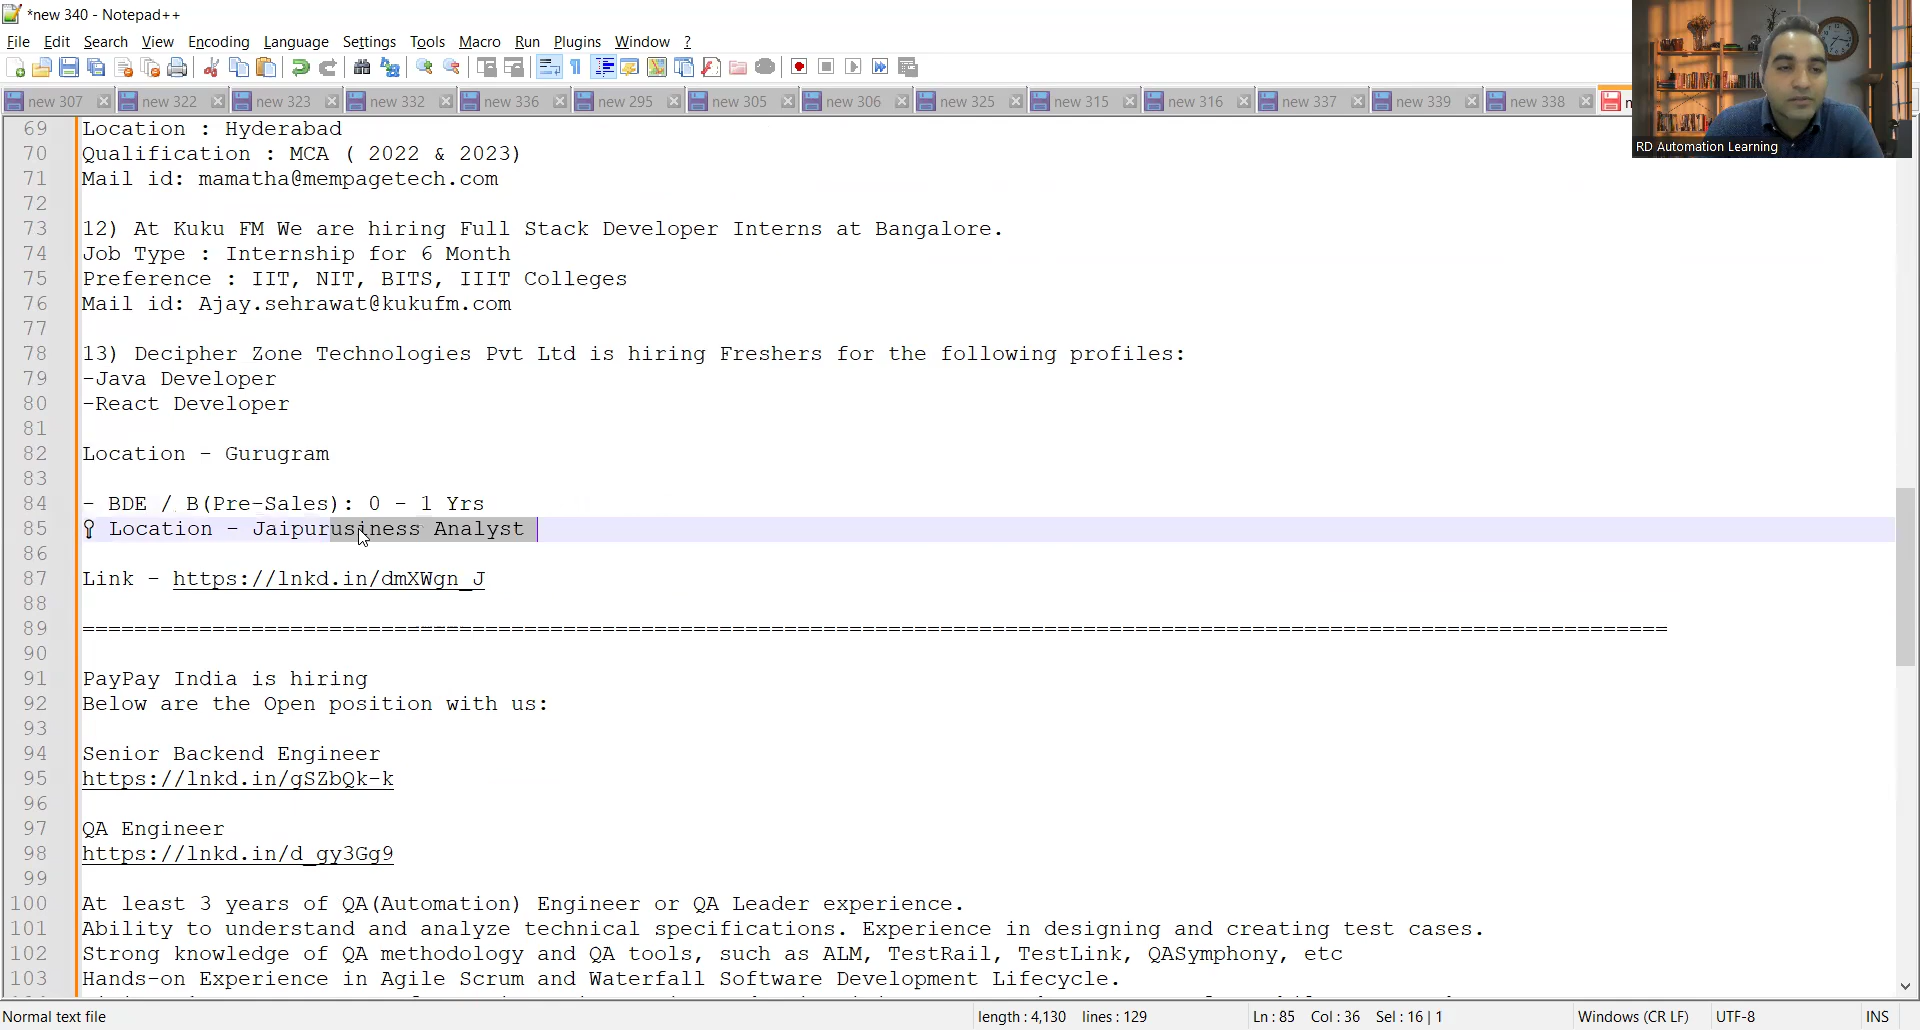 *new 340 - Notepad++
File Edit Search View Encoding Language Settings Tools Macro Run Plugins Window ?
new 307 new 322 new 323 new 332 new 336 new 295 new 305 new 306 new 325 new 315 new 316 new 337 new 339 new 338
RD Automation Learning
69 Location : Hyderabad
70 Qualification : MCA ( 2022 & 2023)
71 Mail id: mamatha@mempagetech.com
72
73 12) At Kuku FM We are hiring Full Stack Developer Interns at Bangalore.
74 Job Type : Internship for 6 Month
75 Preference : IIT, NIT, BITS, IIIT Colleges
76 Mail id: Ajay.sehrawat@kukufm.com
77
78 13) Decipher Zone Technologies Pvt Ltd is hiring Freshers for the following profiles:
79 -Java Developer
80 -React Developer
81
82 Location - Gurugram
83
84 - BDE / B(Pre-Sales): 0 - 1 Yrs
85 Location - Jaipurusiness Analyst
86
87 Link - https://lnkd.in/dmXWgn_J
88
89 ==========================================================================================================================
90
91 PayPay India is hiring
92 Below are the Open position with us:
93
94 Senior Backend Engineer
95 https://lnkd.in/gSZbQk-k
96
97 QA Engineer
98 https://lnkd.in/d_gy3Gg9
99
100 At least 3 years of QA(Automation) Engineer or QA Leader experience.
101 Ability to understand and analyze technical specifications. Experience in designing and creating test cases.
102 Strong knowledge of QA methodology and QA tools, such as ALM, TestRail, TestLink, QASymphony, etc
103 Hands-on Experience in Agile Scrum and Waterfall Software Development Lifecycle.
Normal text file length : 4,130 lines : 129 Ln : 85 Col : 36 Sel : 16 | 1 Windows (CR LF) UTF-8 INS